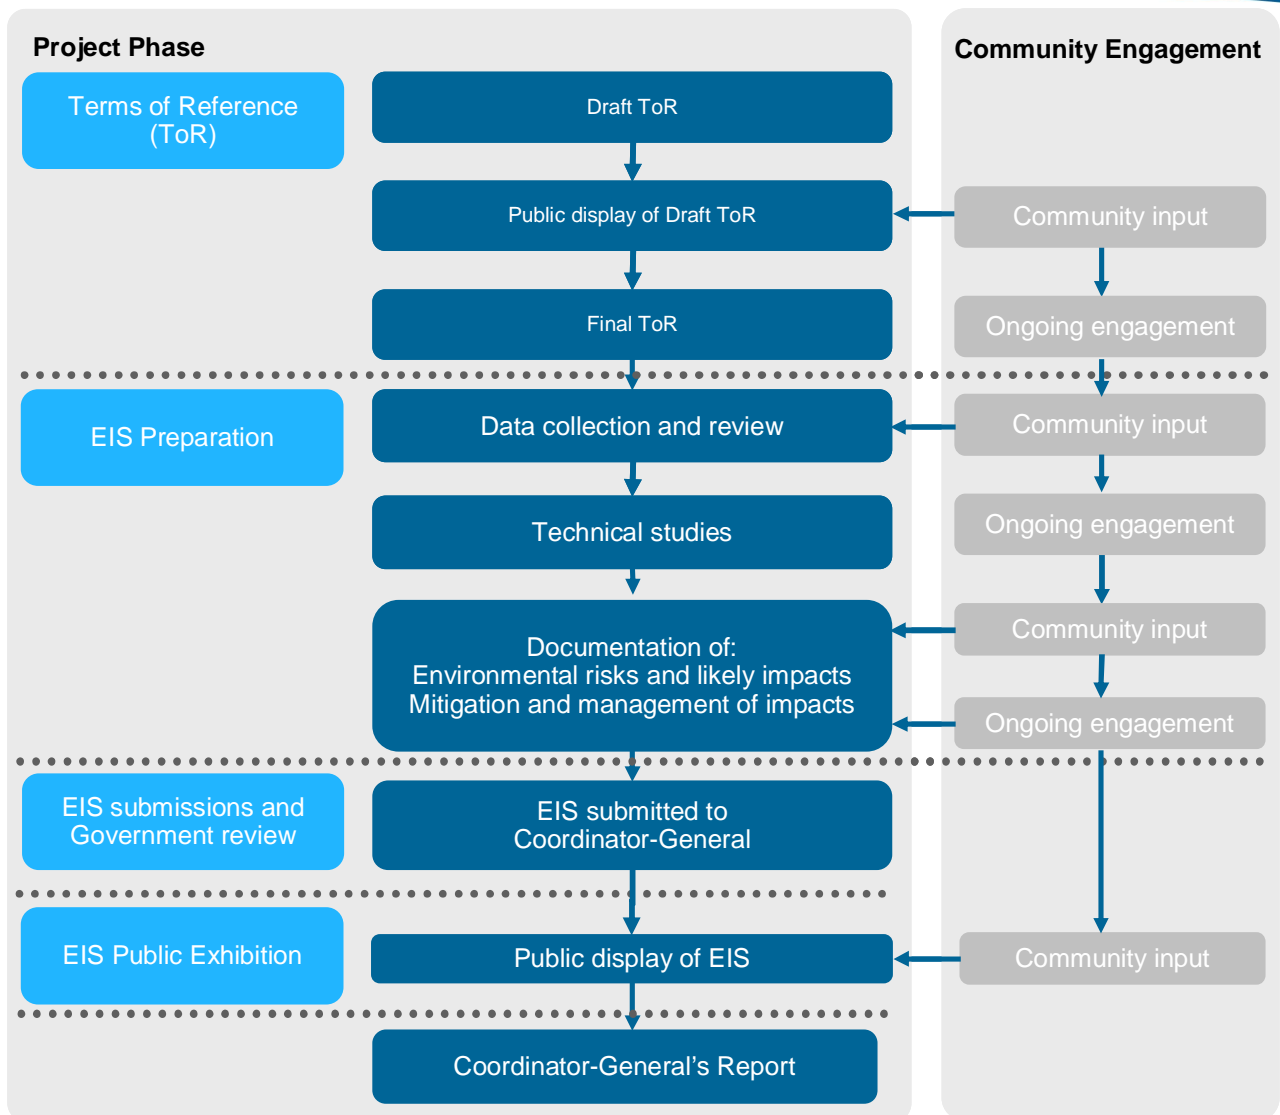 Project Phase
Community Engagement
Terms of Reference
(ToR)
Draft ToR
Public display of Draft ToR
Community input
Final ToR
Ongoing engagement
EIS Preparation
Data collection and review
Community input
Technical studies
Ongoing engagement
Documentation of:
Environmental risks and likely impacts
Mitigation and management of impacts
Community input
Ongoing engagement
EIS submissions and
Government review
EIS submitted to
Coordinator-General
EIS Public Exhibition
Public display of EIS
Community input
Coordinator-General’s Report